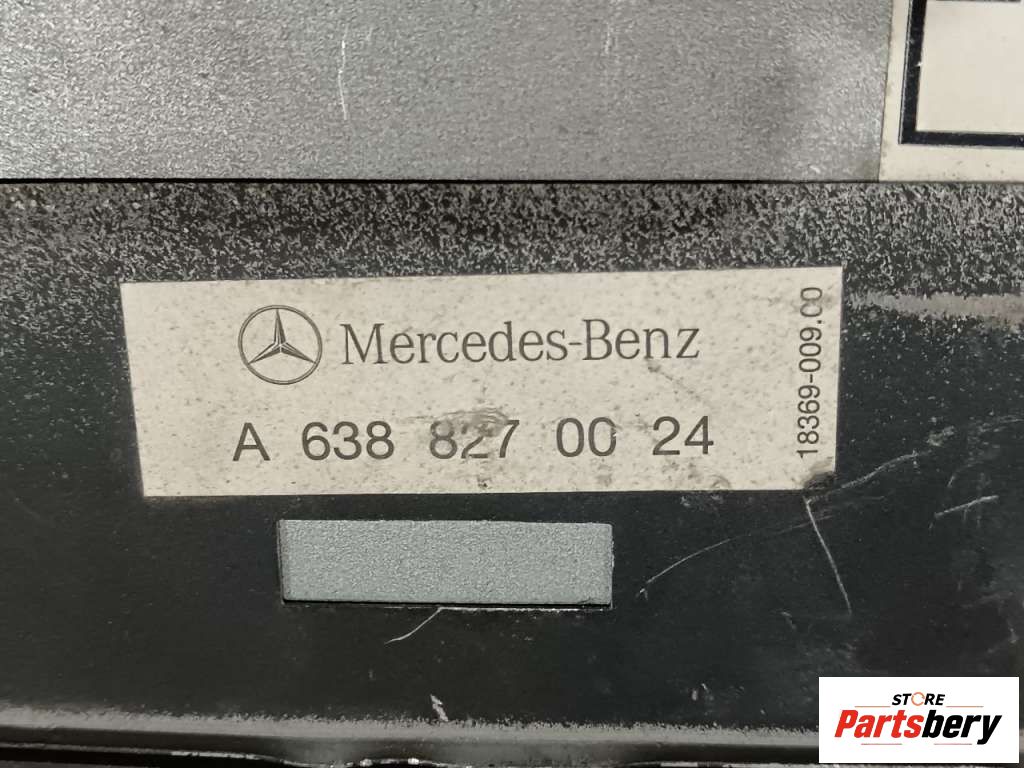 Mercedes-Benz
A 638 827 00 24
18369-009.00
STORE
Partsbery